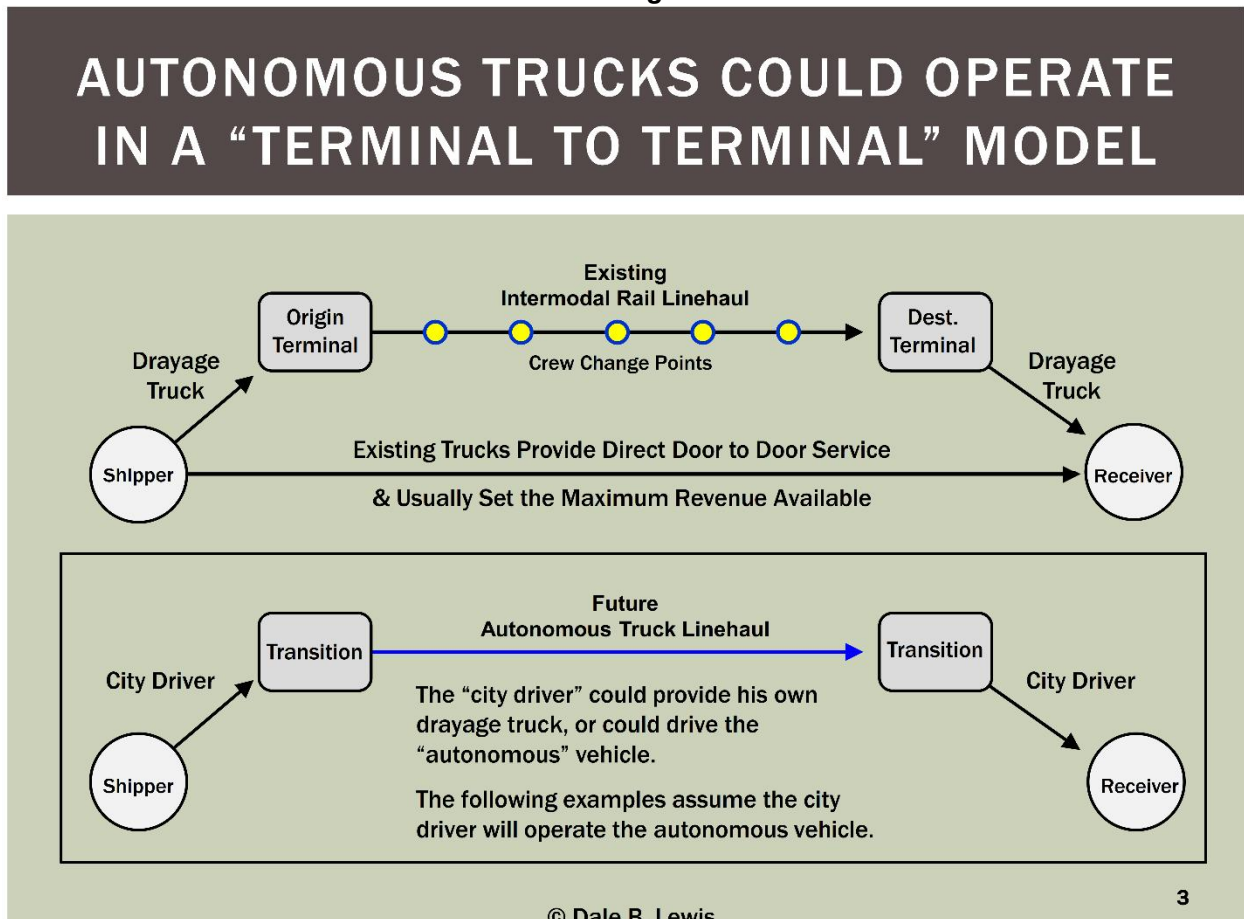 AUTONOMOUS TRUCKS COULD OPERATE
IN A “TERMINAL TO TERMINAL” MODEL
Existing
Intermodal Rail Linehaul
Origin
Terminal
Dest.
Terminal
Crew Change Points
Drayage
Truck
Drayage
Truck
Shipper
Existing Trucks Provide Direct Door to Door Service
& Usually Set the Maximum Revenue Available
Receiver
Future
Autonomous Truck Linehaul
Transition
Transition
City Driver
City Driver
Shipper
The “city driver” could provide his own
drayage truck, or could drive the
“autonomous” vehicle.
The following examples assume the city
driver will operate the autonomous vehicle.
Receiver
3
© Dale B. Lewis